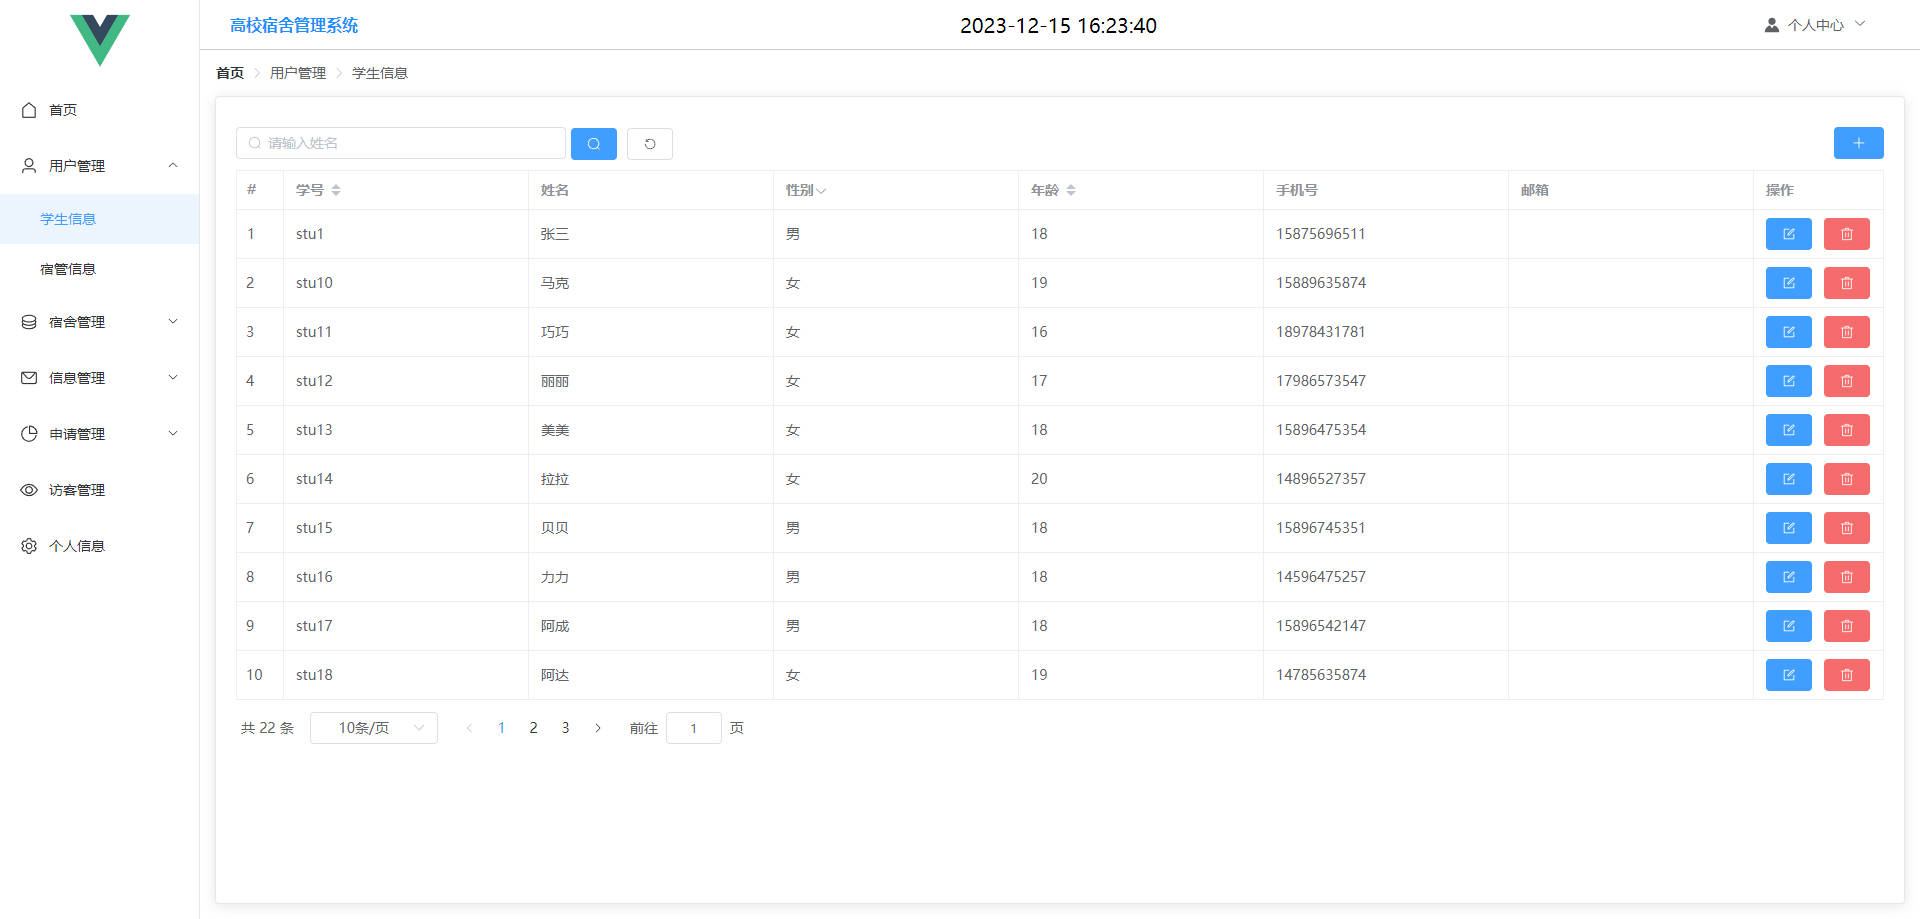 高校宿舍管理系统 2023-12-15 16:23:40 个人中心
首页 用户管理 学生信息
首页
用户管理
学生信息
宿管信息
宿舍管理
信息管理
申请管理
访客管理
个人信息
请输入姓名
# 学号 姓名 性别 年龄 手机号 邮箱 操作
1 stu1 张三 男 18 15875696511
2 stu10 马克 女 19 15889635874
3 stu11 巧巧 女 16 18978431781
4 stu12 丽丽 女 17 17986573547
5 stu13 美美 女 18 15896475354
6 stu14 拉拉 女 20 14896527357
7 stu15 贝贝 男 18 15896745351
8 stu16 力力 男 18 14596475257
9 stu17 阿成 男 18 15896542147
10 stu18 阿达 女 19 14785635874
共 22 条 10条/页 1 2 3 前往 1 页